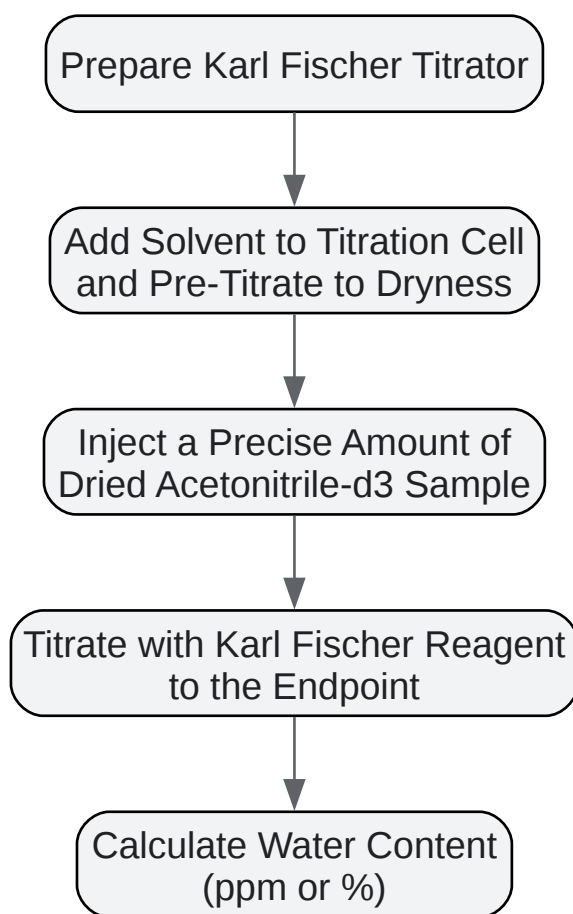 Prepare Karl Fischer Titrator
Add Solvent to Titration Cell
and Pre-Titrate to Dryness
Inject a Precise Amount of
Dried Acetonitrile-d3 Sample
Titrate with Karl Fischer Reagent
to the Endpoint
Calculate Water Content
(ppm or %)